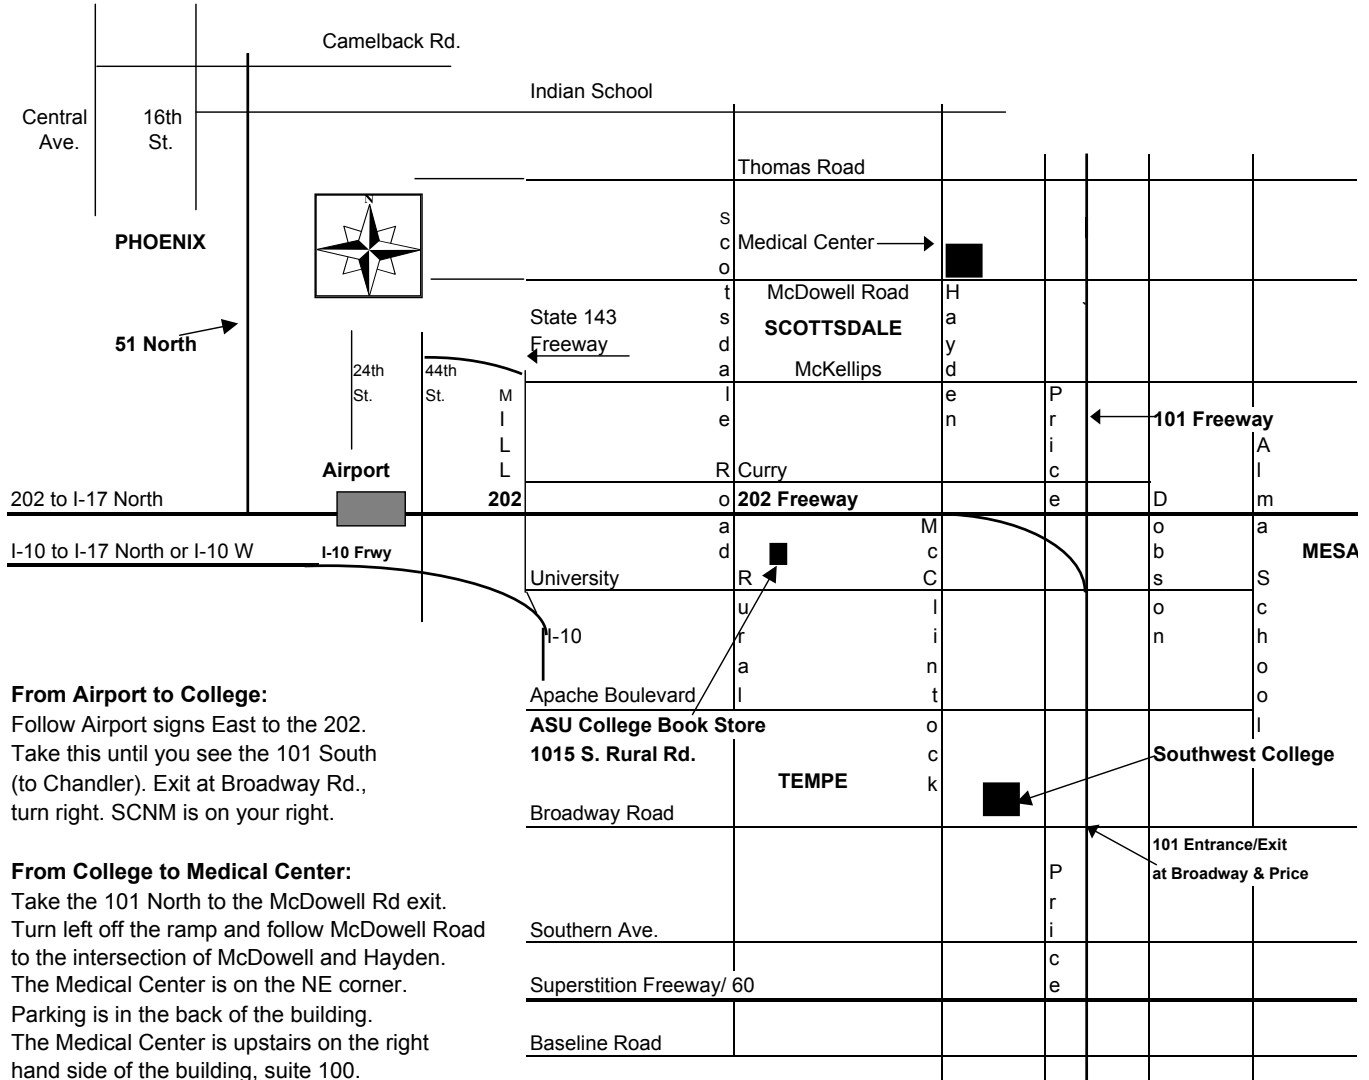 Camelback Rd.
Indian School
Central
Ave.
16th
St.
Thomas Road
N
PHOENIX
Scottsdale Road
Medical Center
McDowell Road
Hayden
State 143
Freeway
SCOTTSDALE
51 North
24th
St.
44th
St.
McKellips
MILL
Price
101 Freeway
Alma School
Airport
Curry
202 to I-17 North
202
202 Freeway
Dobson
McClintock
I-10 to I-17 North or I-10 W
I-10 Frwy
MESA
University
Rural
I-10
From Airport to College:
Follow Airport signs East to the 202.
Take this until you see the 101 South
(to Chandler). Exit at Broadway Rd.,
turn right. SCNM is on your right.
Apache Boulevard
ASU College Book Store
1015 S. Rural Rd.
TEMPE
Southwest College
Broadway Road
101 Entrance/Exit
at Broadway & Price
From College to Medical Center:
Take the 101 North to the McDowell Rd exit.
Turn left off the ramp and follow McDowell Road
to the intersection of McDowell and Hayden.
The Medical Center is on the NE corner.
Parking is in the back of the building.
The Medical Center is upstairs on the right
hand side of the building, suite 100.
Price
Southern Ave.
Superstition Freeway/ 60
Baseline Road